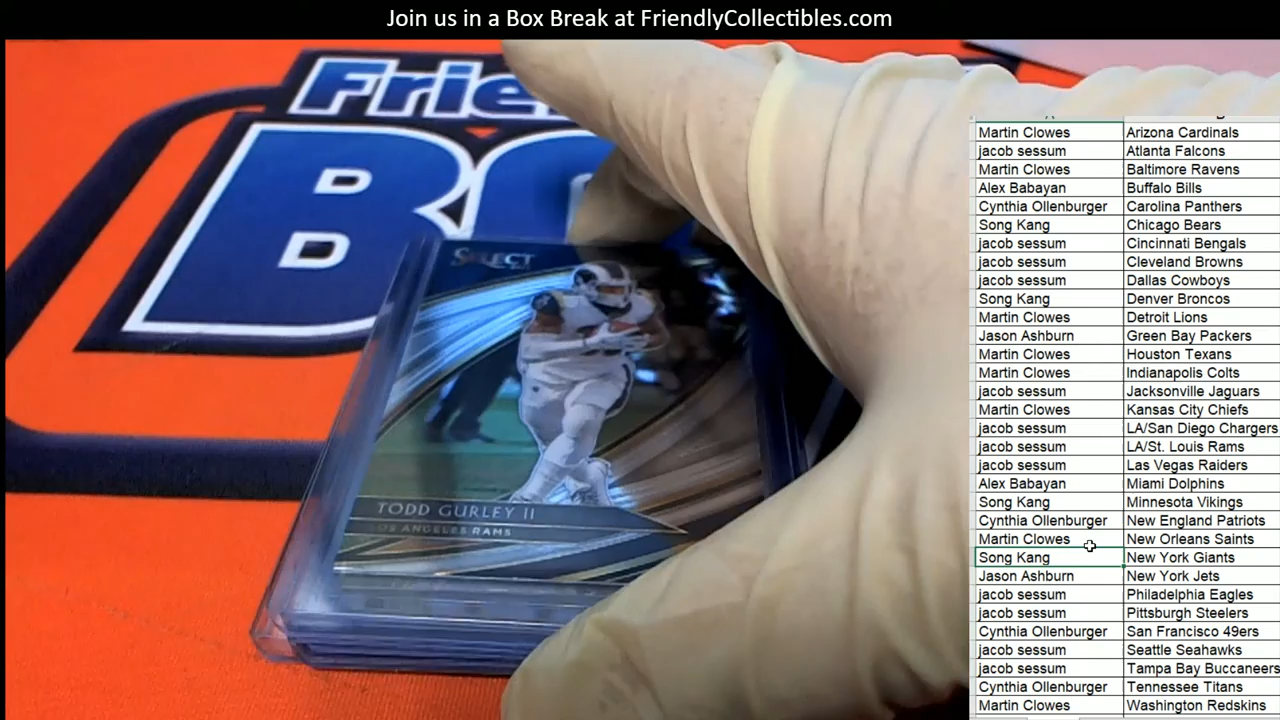 Join us in a Box Break at FriendlyCollectibles.com
Frie
B
SELECT
TODD GURLEY II
LOS ANGELES RAMS
Martin Clowes Arizona Cardinals
jacob sessum Atlanta Falcons
Martin Clowes Baltimore Ravens
Alex Babayan Buffalo Bills
Cynthia Ollenburger Carolina Panthers
Song Kang Chicago Bears
jacob sessum Cincinnati Bengals
jacob sessum Cleveland Browns
jacob sessum Dallas Cowboys
Song Kang Denver Broncos
Martin Clowes Detroit Lions
Jason Ashburn Green Bay Packers
Martin Clowes Houston Texans
Martin Clowes Indianapolis Colts
jacob sessum Jacksonville Jaguars
Martin Clowes Kansas City Chiefs
jacob sessum LA/San Diego Chargers
jacob sessum LA/St. Louis Rams
jacob sessum Las Vegas Raiders
Alex Babayan Miami Dolphins
Song Kang Minnesota Vikings
Cynthia Ollenburger New England Patriots
Martin Clowes New Orleans Saints
Song Kang New York Giants
Jason Ashburn New York Jets
jacob sessum Philadelphia Eagles
jacob sessum Pittsburgh Steelers
Cynthia Ollenburger San Francisco 49ers
jacob sessum Seattle Seahawks
jacob sessum Tampa Bay Buccaneers
Cynthia Ollenburger Tennessee Titans
Martin Clowes Washington Redskins